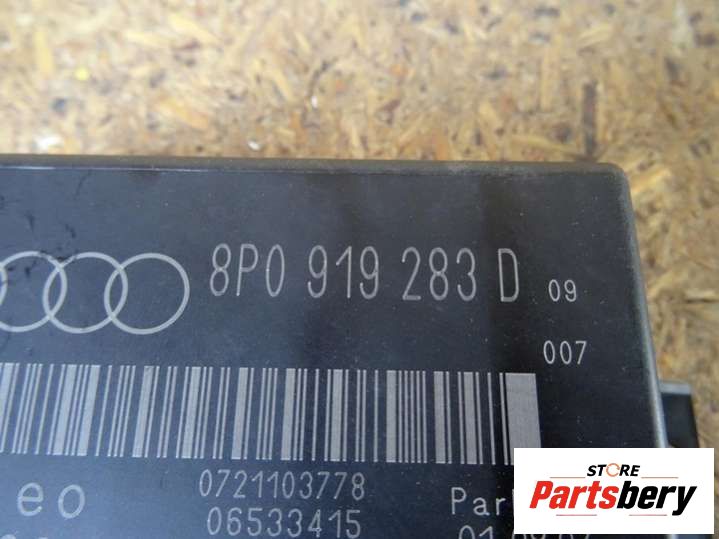 8P0 919 283 D 09
007
eo 0721103778 Par
06533415
STORE
Partsbery